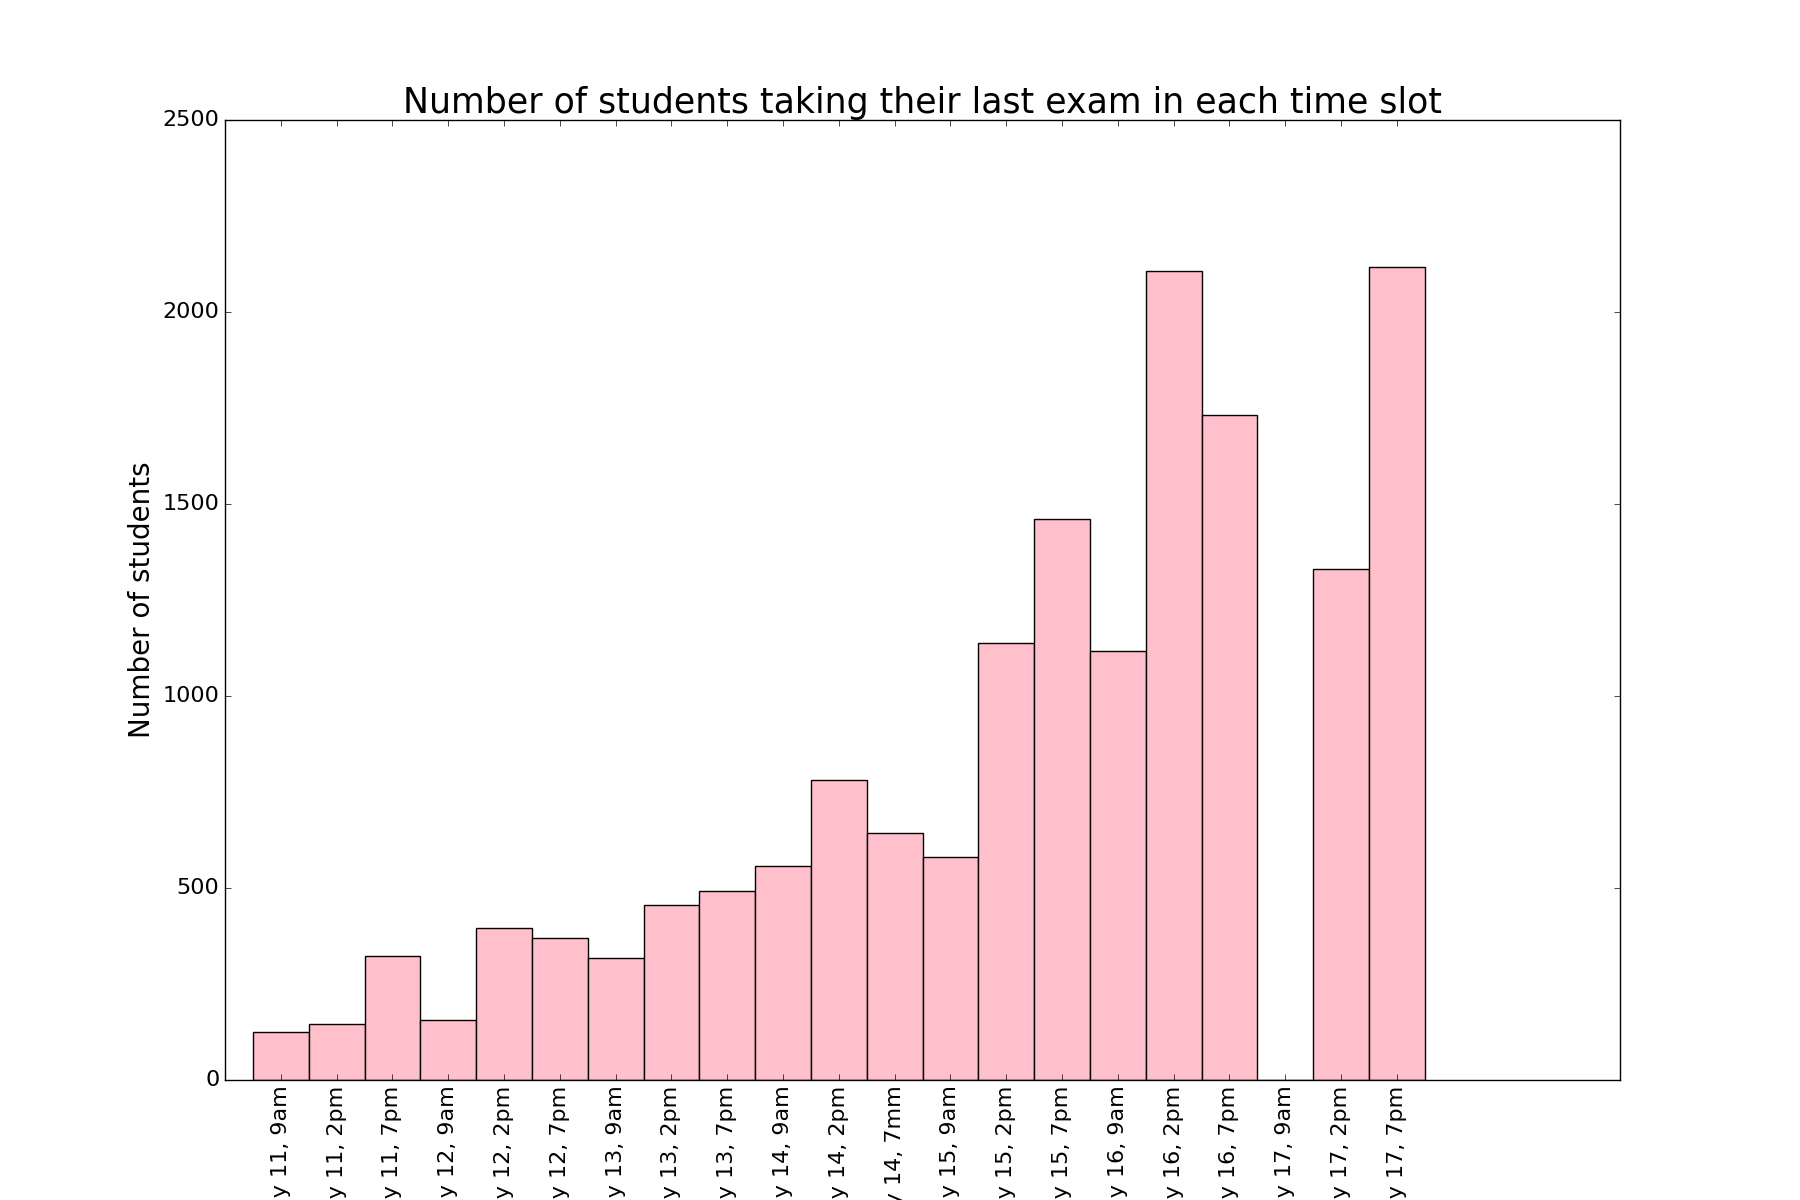 Number of students taking their last exam in each time slot
Number of students
2500
2000
1500
1000
500
0
y 11, 9am
y 11, 2pm
y 11, 7pm
y 12, 9am
y 12, 2pm
y 12, 7pm
y 13, 9am
y 13, 2pm
y 13, 7pm
y 14, 9am
y 14, 2pm
y 14, 7mm
y 15, 9am
y 15, 2pm
y 15, 7pm
y 16, 9am
y 16, 2pm
y 16, 7pm
y 17, 9am
y 17, 2pm
y 17, 7pm